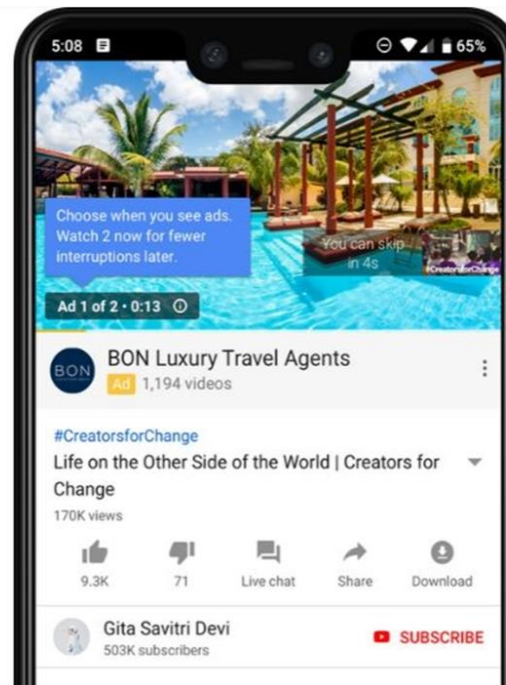 5:08
65%
Choose when you see ads.
Watch 2 now for fewer
interruptions later.
You can skip
in 4s
#CreatorsforChange
Ad 1 of 2 • 0:13
BON
BON Luxury Travel Agents
Ad 1,194 videos
#CreatorsforChange
Life on the Other Side of the World | Creators for
Change
170K views
9.3K
71
Live chat
Share
Download
Gita Savitri Devi
503K subscribers
SUBSCRIBE